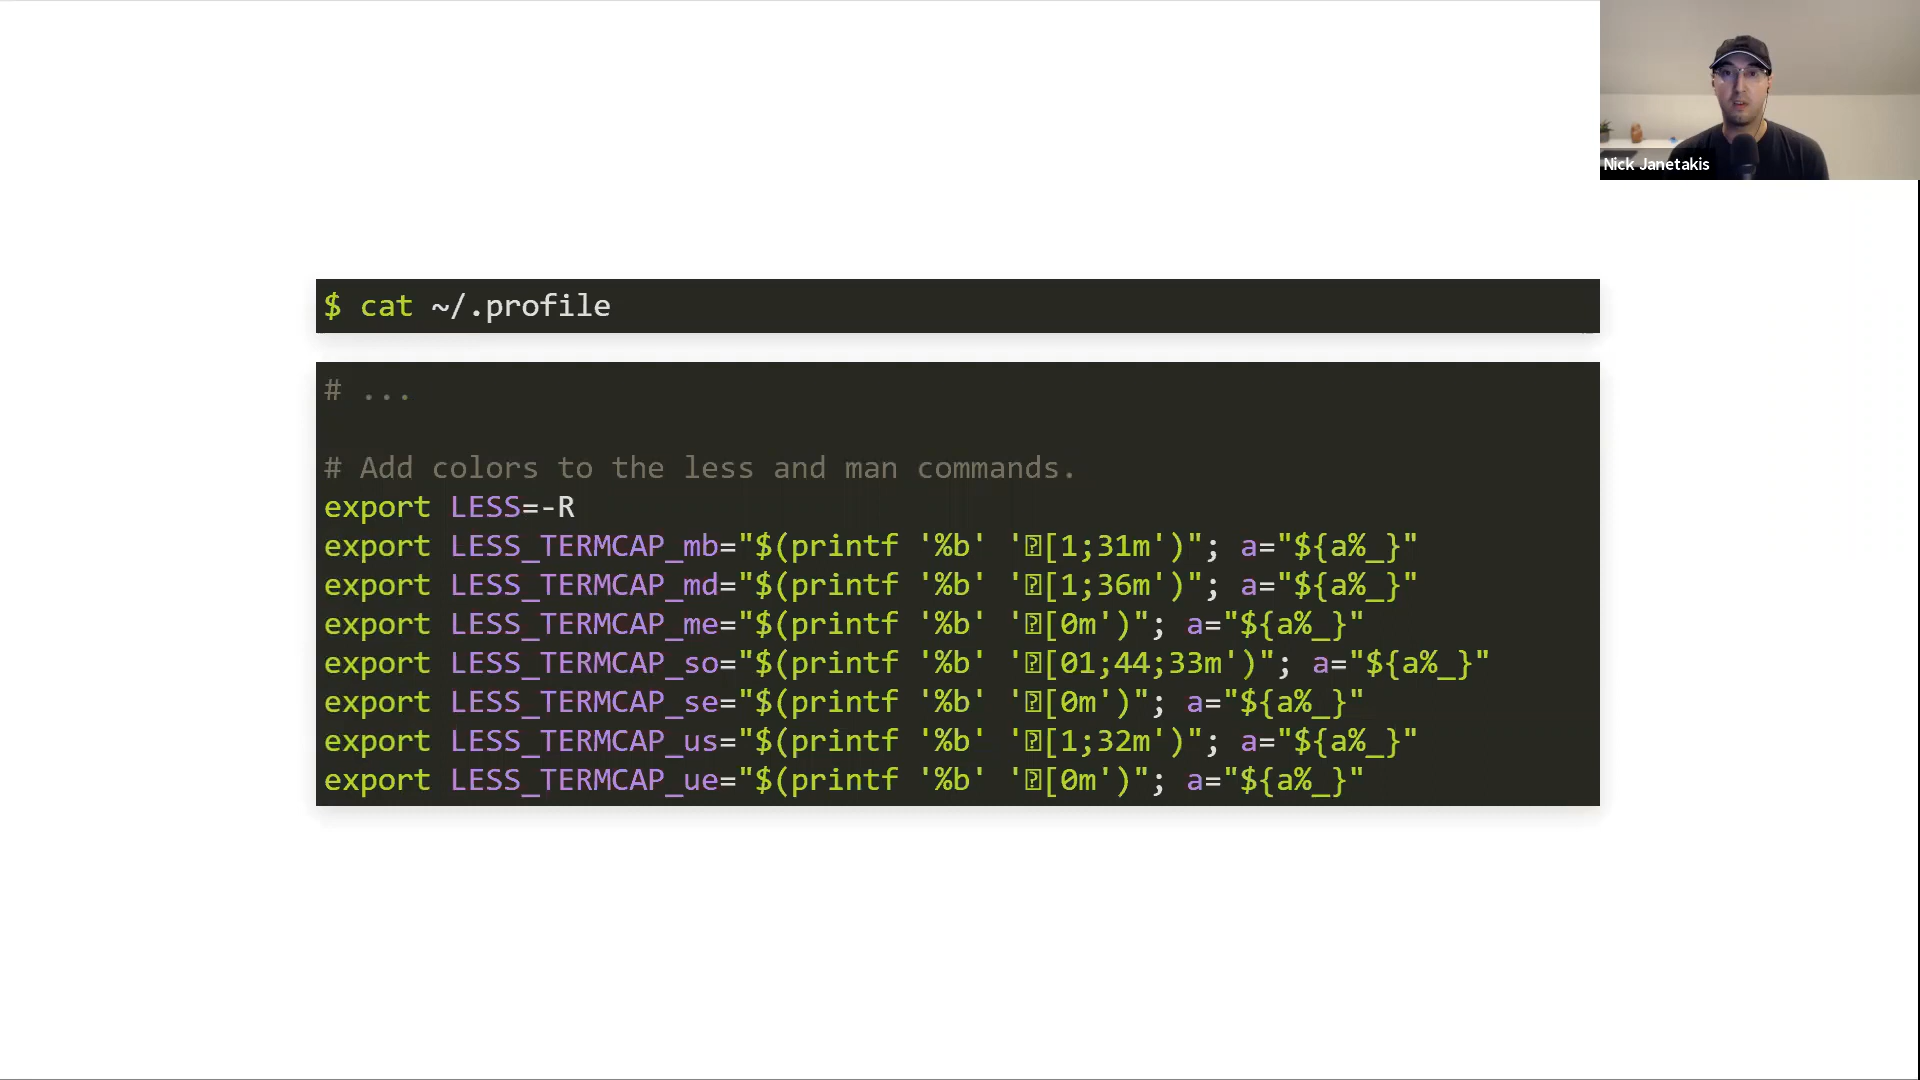 Nick Janetakis
$ cat ~/.profile
# ...
# Add colors to the less and man commands.
export LESS=-R
export LESS_TERMCAP_mb="$(printf '%b' '�[1;31m')"; a="${a%_}"
export LESS_TERMCAP_md="$(printf '%b' '�[1;36m')"; a="${a%_}"
export LESS_TERMCAP_me="$(printf '%b' '�[0m')"; a="${a%_}"
export LESS_TERMCAP_so="$(printf '%b' '�[01;44;33m')"; a="${a%_}"
export LESS_TERMCAP_se="$(printf '%b' '�[0m')"; a="${a%_}"
export LESS_TERMCAP_us="$(printf '%b' '�[1;32m')"; a="${a%_}"
export LESS_TERMCAP_ue="$(printf '%b' '�[0m')"; a="${a%_}"